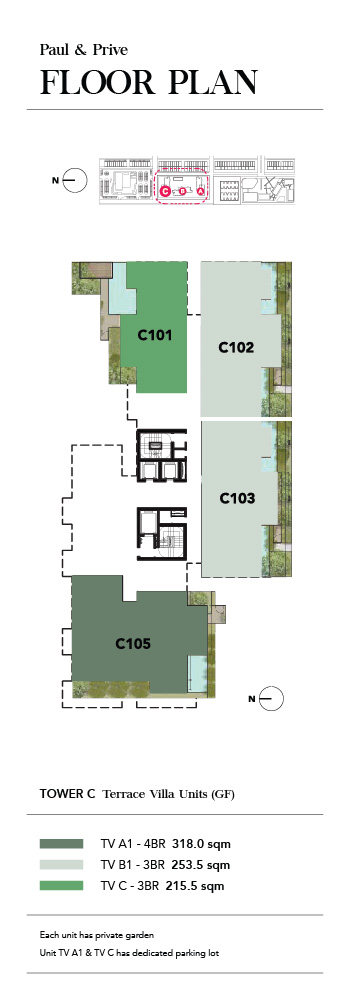 Paul & Prive
FLOOR PLAN
N
C B A
C101
C102
C103
C105
N
TOWER C Terrace Villa Units (GF)
TV A1 - 4BR 318.0 sqm
TV B1 - 3BR 253.5 sqm
TV C - 3BR 215.5 sqm
Each unit has private garden
Unit TV A1 & TV C has dedicated parking lot